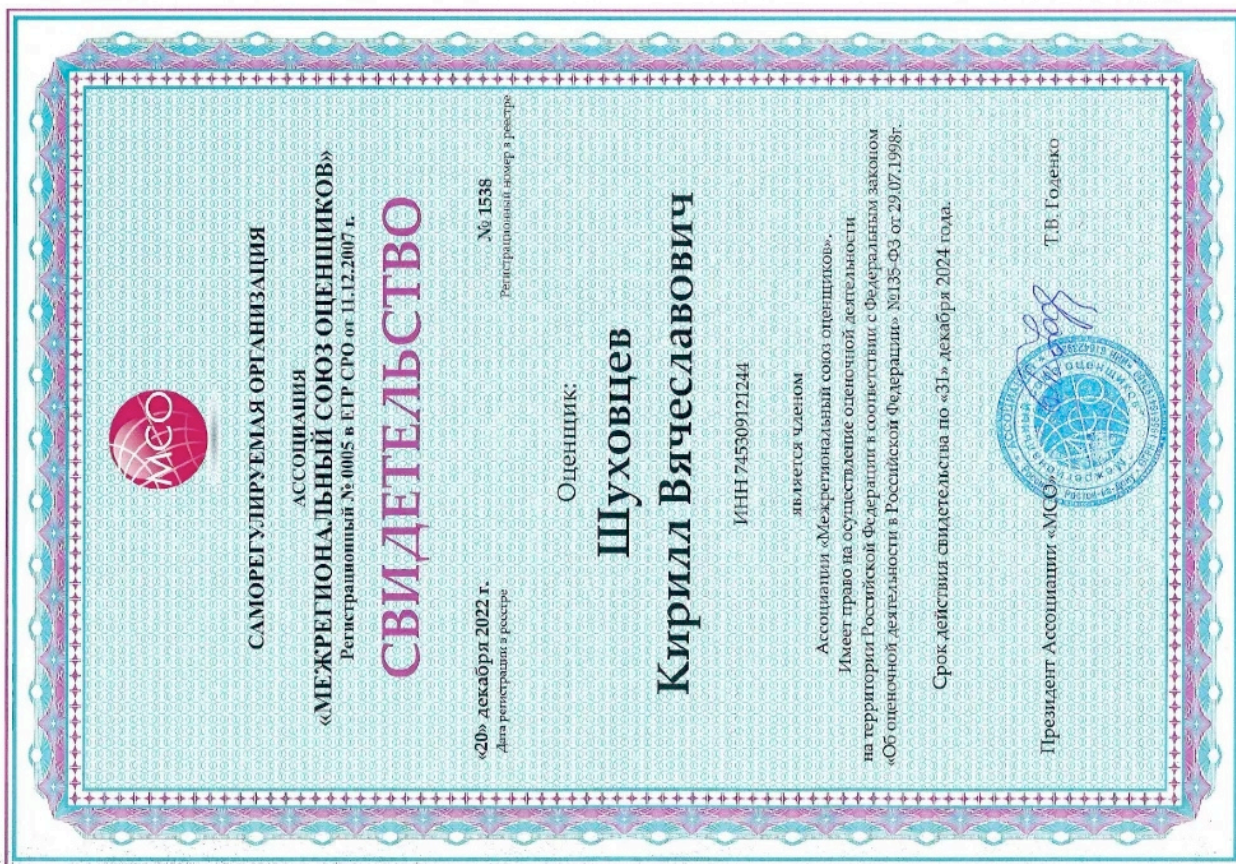 МСО
САМОРЕГУЛИРУЕМАЯ ОРГАНИЗАЦИЯ
АССОЦИАЦИЯ
«МЕЖРЕГИОНАЛЬНЫЙ СОЮЗ ОЦЕНЩИКОВ»
Регистрационный № 0005 в ЕГР СРО от 11.12.2007 г.
СВИДЕТЕЛЬСТВО
«20» декабря 2022 г. № 1538
Дата регистрации в реестре Регистрационный номер в реестре
Оценщик:
Шуховцев
Кирилл Вячеславович
ИНН 745309121244
является членом
Ассоциации «Межрегиональный союз оценщиков».
Имеет право на осуществление оценочной деятельности
на территории Российской Федерации в соответствии с Федеральным законом
«Об оценочной деятельности в Российской Федерации» №135-ФЗ от 29.07.1998г.
Срок действия свидетельства по «31» декабря 2024 года.
Президент Ассоциации «МСО» Т.В. Годенко